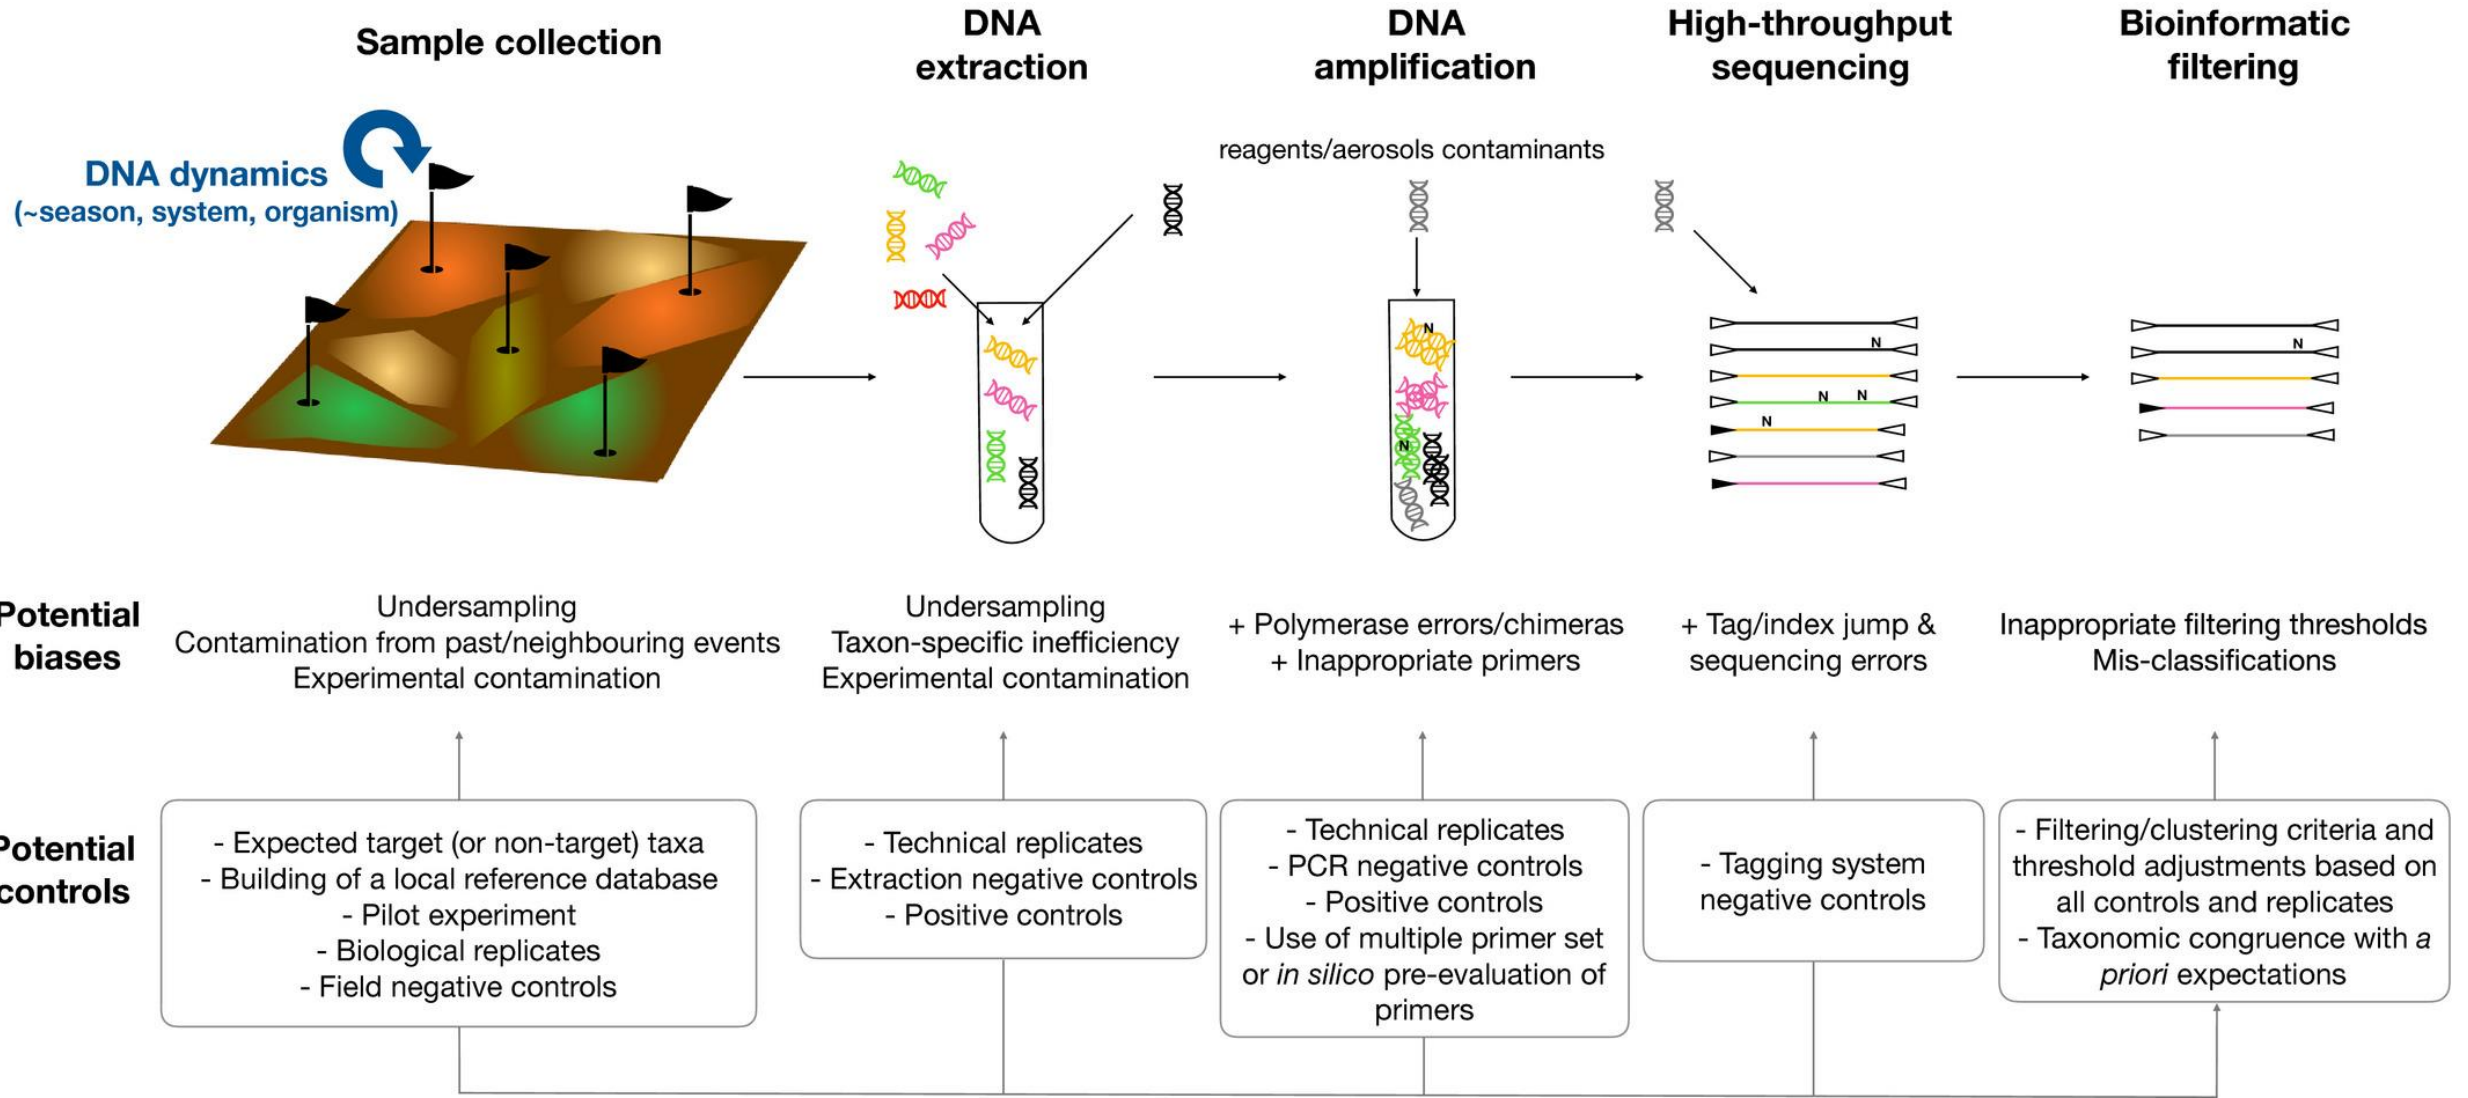 Sample collection
DNA
extraction
DNA
amplification
High-throughput
sequencing
Bioinformatic
filtering
DNA dynamics
(~season, system, organism)
reagents/aerosols contaminants
N
N
N
N
N
N
N
Potential
biases
Undersampling
Contamination from past/neighbouring events
Experimental contamination
Undersampling
Taxon-specific inefficiency
Experimental contamination
+ Polymerase errors/chimeras
+ Inappropriate primers
+ Tag/index jump &
sequencing errors
Inappropriate filtering thresholds
Mis-classifications
Potential
controls
- Expected target (or non-target) taxa
- Building of a local reference database
- Pilot experiment
- Biological replicates
- Field negative controls
- Technical replicates
- Extraction negative controls
- Positive controls
- Technical replicates
- PCR negative controls
- Positive controls
- Use of multiple primer set
or in silico pre-evaluation of
primers
- Tagging system
negative controls
- Filtering/clustering criteria and
threshold adjustments based on
all controls and replicates
- Taxonomic congruence with a
priori expectations